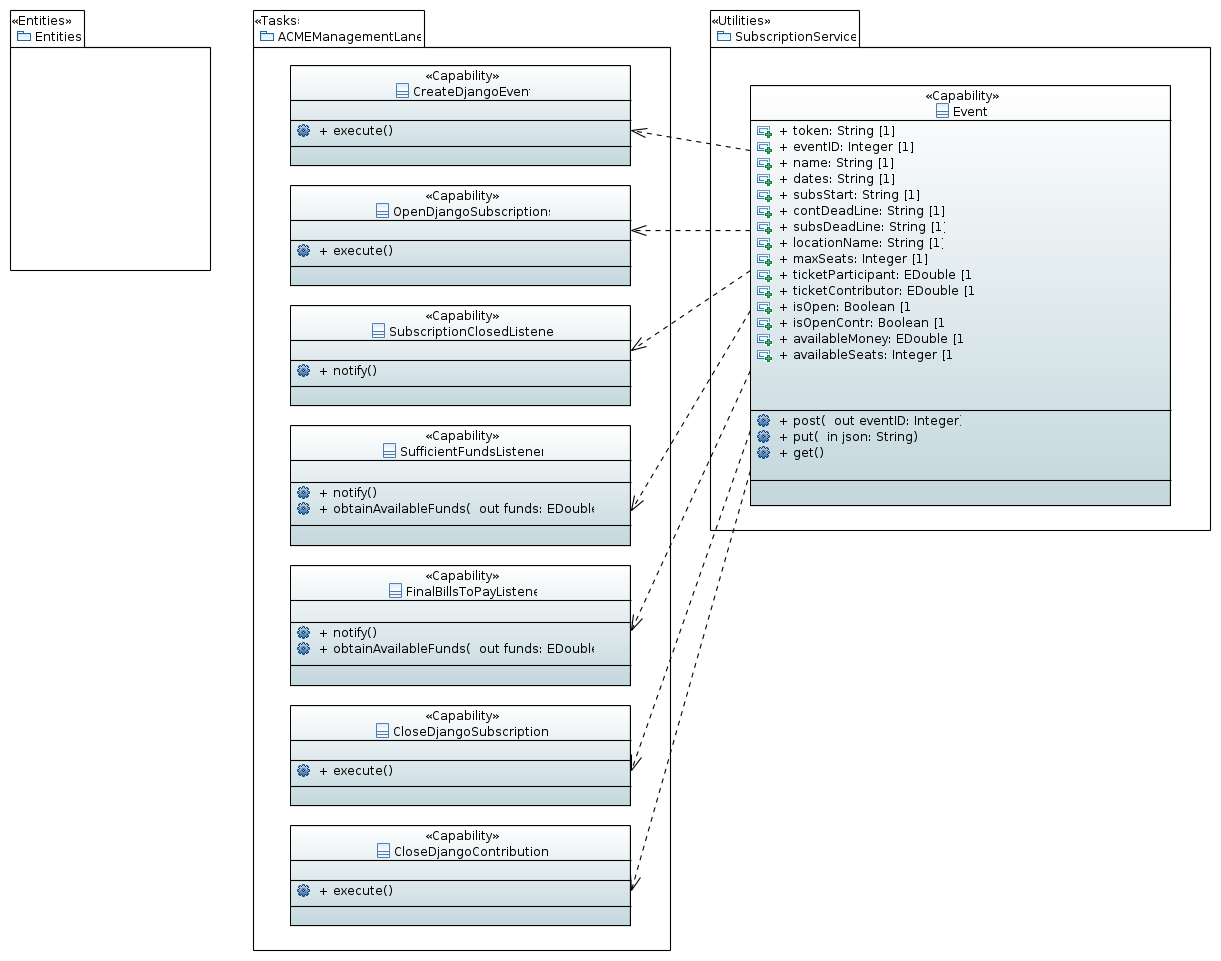 «Entities»
Entities
«Tasks:
ACMEManagementLane
«Capability»
CreateDjangoEvent
+ execute()
«Capability»
OpenDjangoSubscriptions
+ execute()
«Capability»
SubscriptionClosedListene
+ notify()
«Capability»
SufficientFundsListener
+ notify()
+ obtainAvailableFunds( out funds: EDouble
«Capability»
FinalBillsToPayListene
+ notify()
+ obtainAvailableFunds( out funds: EDouble
«Capability»
CloseDjangoSubscription
+ execute()
«Capability»
CloseDjangoContribution
+ execute()
«Utilities»
SubscriptionService
«Capability»
Event
+ token: String [1]
+ eventID: Integer [1]
+ name: String [1]
+ dates: String [1]
+ subsStart: String [1]
+ contDeadLine: String [1]
+ subsDeadLine: String [1]
+ locationName: String [1]
+ maxSeats: Integer [1]
+ ticketParticipant: EDouble [1
+ ticketContributor: EDouble [1
+ isOpen: Boolean [1
+ isOpenContr: Boolean [1
+ availableMoney: EDouble [1
+ availableSeats: Integer [1
+ post( out eventID: Integer)
+ put( in json: String)
+ get()